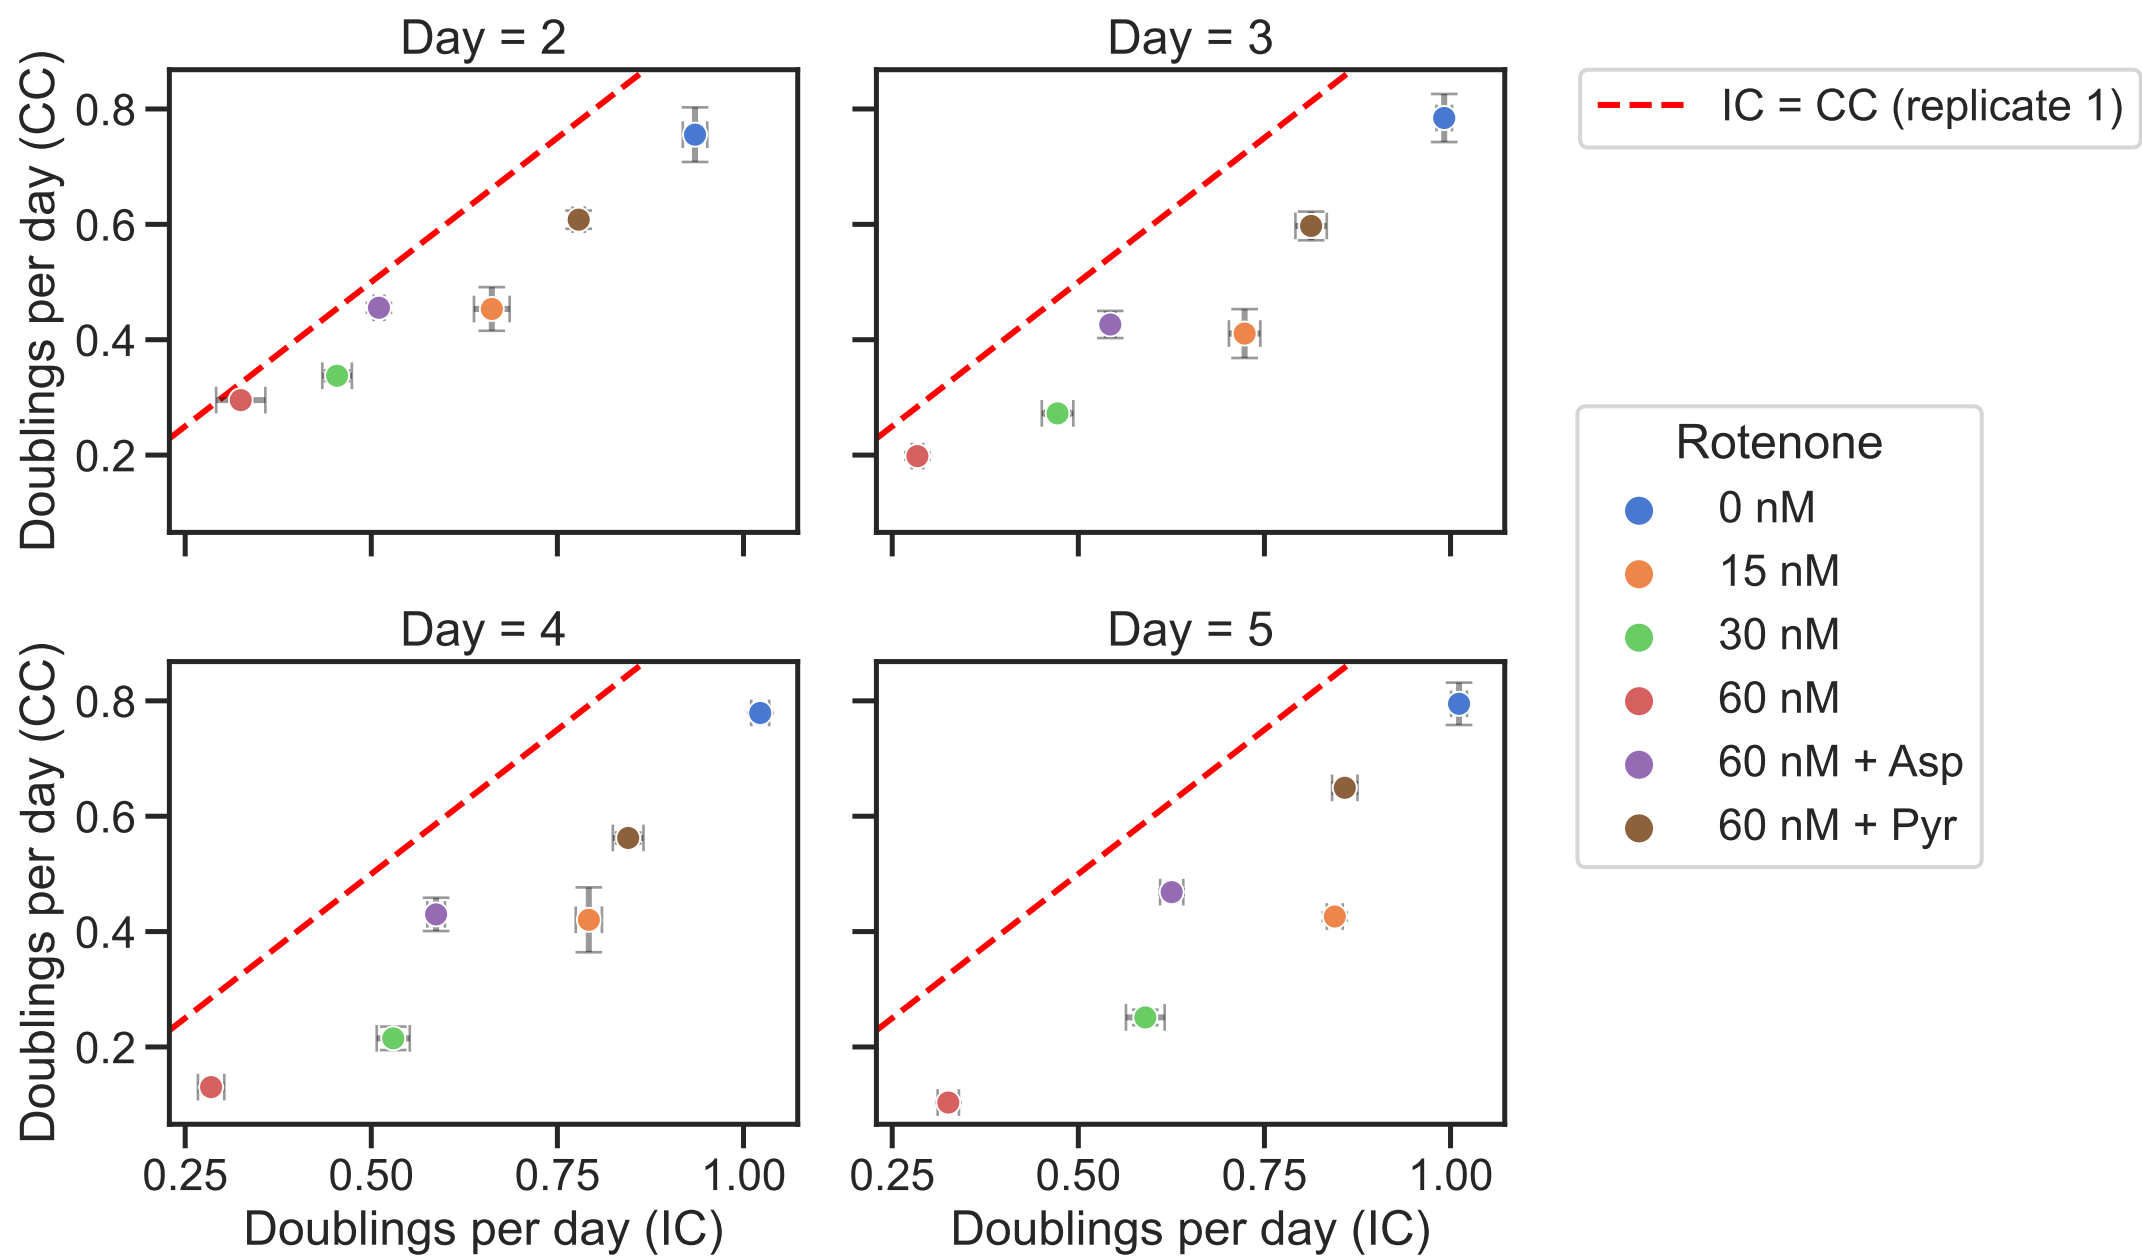 Day = 2
Day = 3
Doublings per day (CC)
0.8
0.6
0.4
0.2
IC = CC (replicate 1)
Rotenone
0 nM
15 nM
30 nM
60 nM
60 nM + Asp
60 nM + Pyr
Day = 4
Day = 5
Doublings per day (CC)
0.8
0.6
0.4
0.2
0.25 0.50 0.75 1.00
0.25 0.50 0.75 1.00
Doublings per day (IC)
Doublings per day (IC)